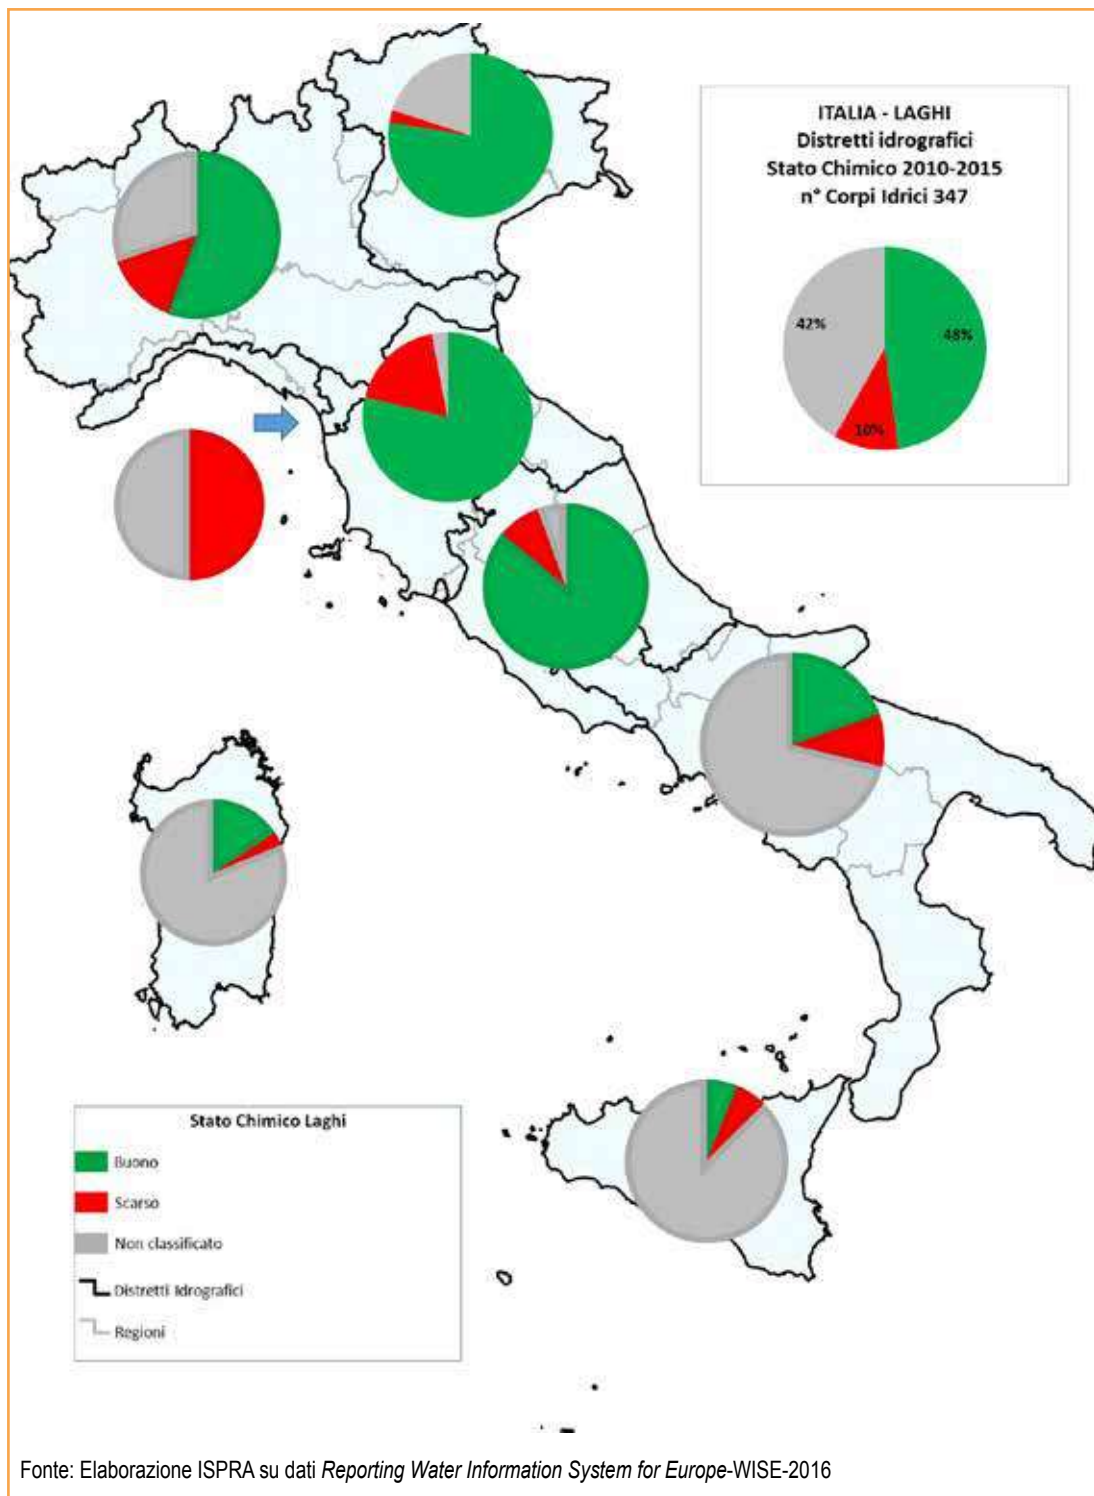 ITALIA - LAGHI
Distretti idrografici
Stato Chimico 2010-2015
n° Corpi Idrici 347
42%
48%
10%
Stato Chimico Laghi
Buono
Scarso
Non classificato
Distretti Idrografici
Regioni
Fonte: Elaborazione ISPRA su dati Reporting Water Information System for Europe-WISE-2016